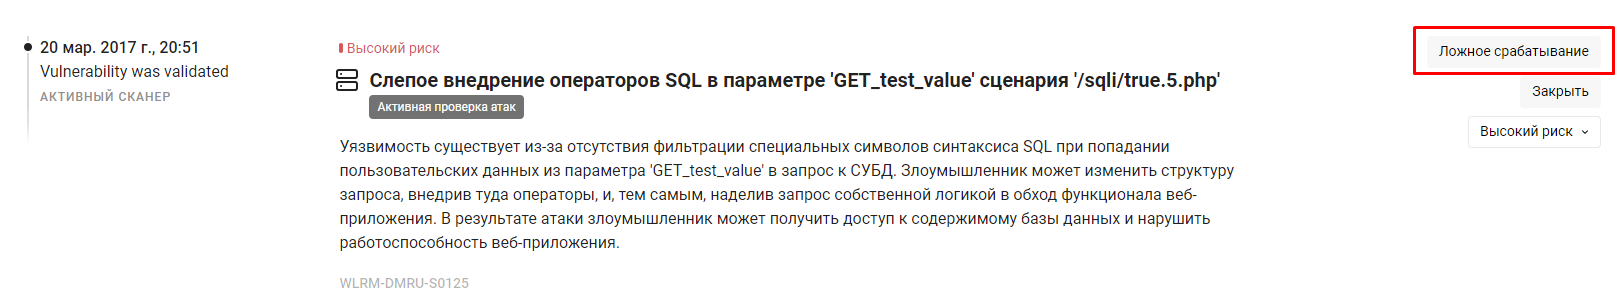 20 мар. 2017 г., 20:51
Vulnerability was validated
АКТИВНЫЙ СКАНЕР
Высокий риск
Слепое внедрение операторов SQL в параметре 'GET_test_value' сценария '/sqli/true.5.php'
Активная проверка атак
Уязвимость существует из-за отсутствия фильтрации специальных символов синтаксиса SQL при попадании
пользовательских данных из параметра 'GET_test_value' в запрос к СУБД. Злоумышленник может изменить структуру
запроса, внедрив туда операторы, и, тем самым, наделив запрос собственной логикой в обход функционала веб-
приложения. В результате атаки злоумышленник может получить доступ к содержимому базы данных и нарушить
работоспособность веб-приложения.
WLRM-DMRU-S0125
Ложное срабатывание
Закрыть
Высокий риск